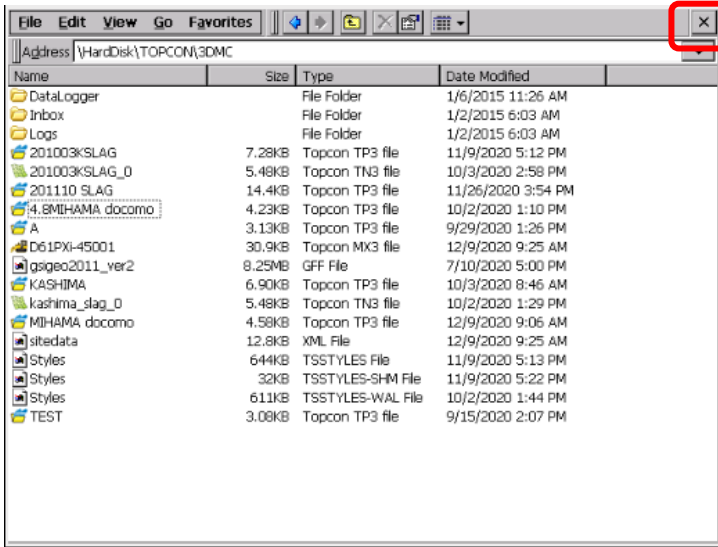 File Edit View Go Favorites
Address \HardDisk\TOPCON\3DMC
Name Size Type Date Modified
DataLogger File Folder 1/6/2015 11:26 AM
Inbox File Folder 1/2/2015 6:03 AM
Logs File Folder 1/2/2015 6:03 AM
201003KSLAG 7.28KB Topcon TP3 file 11/9/2020 5:12 PM
201003KSLAG_0 5.48KB Topcon TN3 file 10/3/2020 2:58 PM
201110 SLAG 14.4KB Topcon TP3 file 11/26/2020 3:54 PM
4.8MIHAMA docomo 4.23KB Topcon TP3 file 10/2/2020 1:10 PM
A 3.13KB Topcon TP3 file 9/29/2020 1:26 PM
D61PXi-45001 30.9KB Topcon MX3 file 12/9/2020 9:25 AM
gsigeo2011_ver2 8.25MB GFF File 7/10/2020 5:00 PM
KASHIMA 6.90KB Topcon TP3 file 10/3/2020 8:46 AM
kashima_slag_0 5.48KB Topcon TN3 file 10/2/2020 1:29 PM
MIHAMA docomo 4.58KB Topcon TP3 file 12/9/2020 9:06 AM
sitedata 12.8KB XML File 12/9/2020 9:25 AM
Styles 644KB TSSTYLES File 11/9/2020 5:13 PM
Styles 32KB TSSTYLES-SHM File 11/9/2020 5:22 PM
Styles 611KB TSSTYLES-WAL File 10/2/2020 1:44 PM
TEST 3.08KB Topcon TP3 file 9/15/2020 2:07 PM